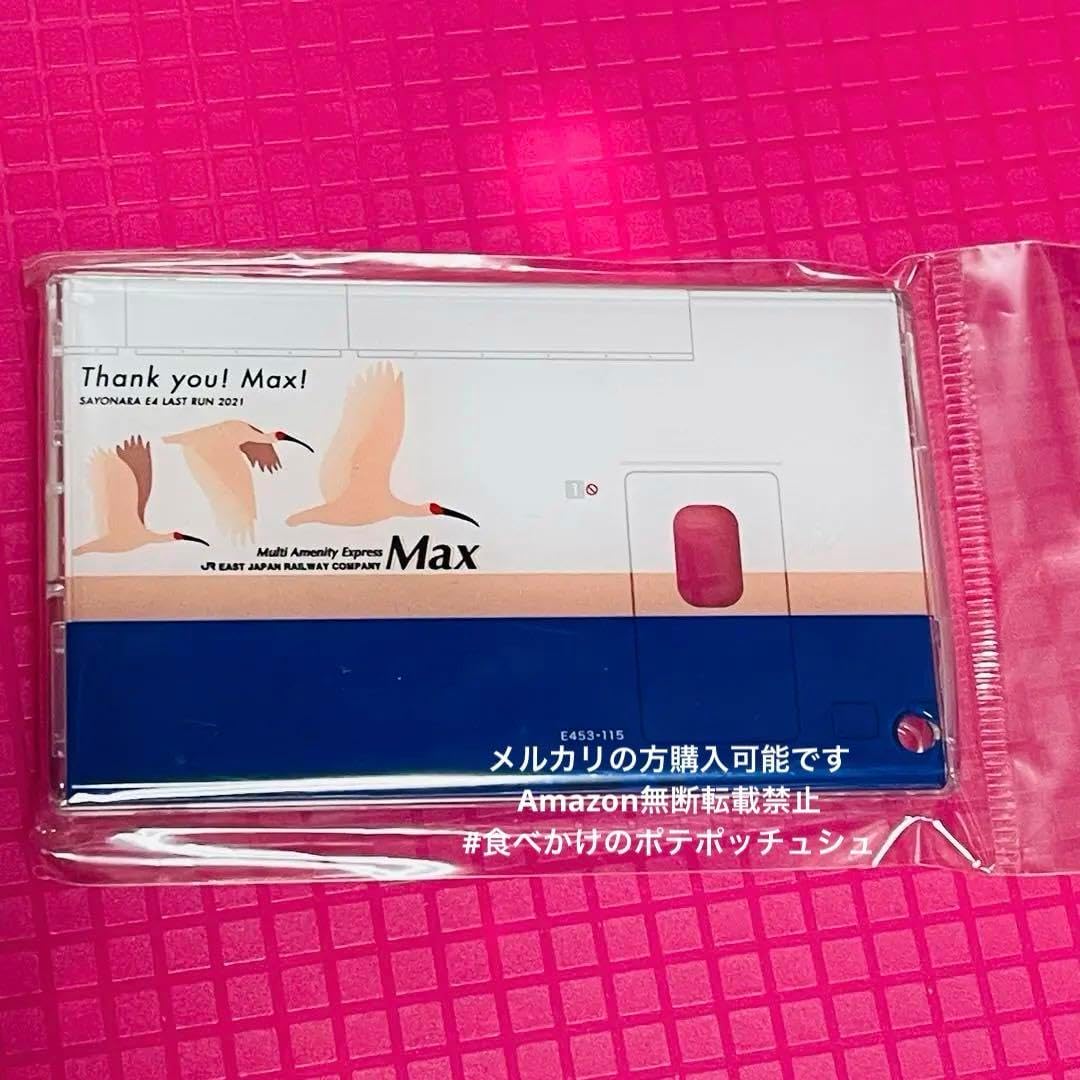 Thank you! Max!
SAYONARA E4 LAST RUN 2021
Multi Amenity Express
JR EAST JAPAN RAILWAY COMPANY Max
1
E453-115
メルカリの方購入可能です
Amazon無断転載禁止
#食べかけのポテポッチュシュ